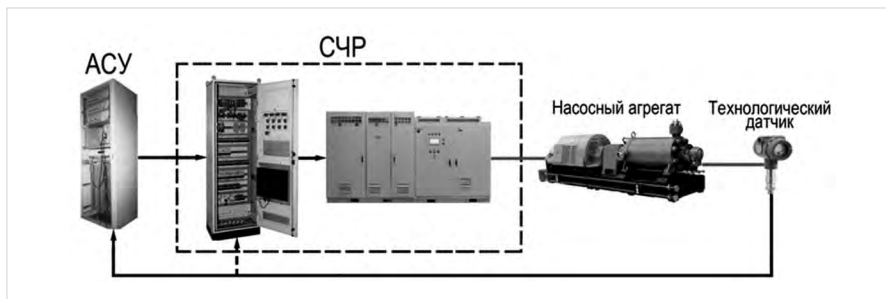 АСУ
СЧР
Насосный агрегат
Технологический
датчик